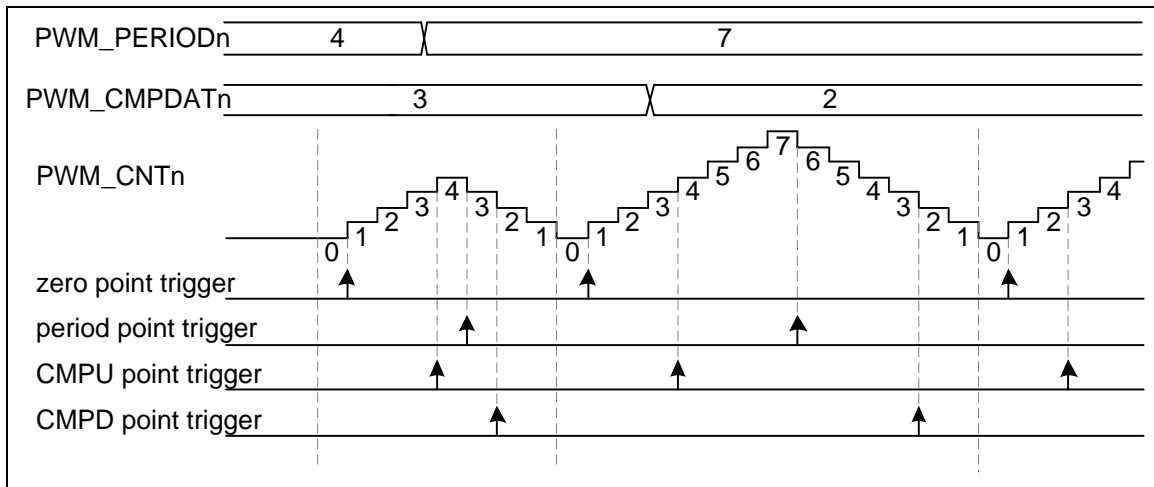 PWM_PERIODn 4 7
PWM_CMPDATn 3 2
PWM_CNTn
0 1 2 3 4 3 2 1 0 1 2 3 4 5 6 7 6 5 4 3 2 1 0 1 2 3 4
zero point trigger
period point trigger
CMPU point trigger
CMPD point trigger